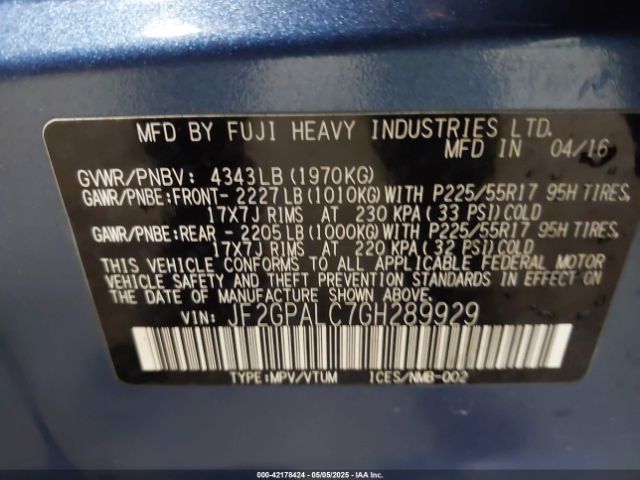 MFD BY FUJI HEAVY INDUSTRIES LTD.
MFD IN 04/16
GVWR/PNBV: 4343LB(1970KG)
GAWR/PNBE:FRONT- 2227LB(1010KG)WITH P225/55R17 95H TIRES,
17X7J RIMS AT 230 KPA( 33 PSI)COLD
GAWR/PNBE:REAR - 2205LB(1000KG)WITH P225/55R17 95H TIRES,
17X7J RIMS AT 220 KPA( 32 PSI)COLD
THIS VEHICLE CONFORMS TO ALL APPLICABLE FEDERAL MOTOR
VEHICLE SAFETY AND THEFT PREVENTION STANDARDS IN EFFECT
ON THE DATE OF MANUFACTURE SHOWN ABOVE.
VIN: JF2GPALC7GH289929
TYPE:MPV/VTUM ICES/NMB-002
000-42178424 - 05/05/2025 - COPYRIGHT IAA, LLC